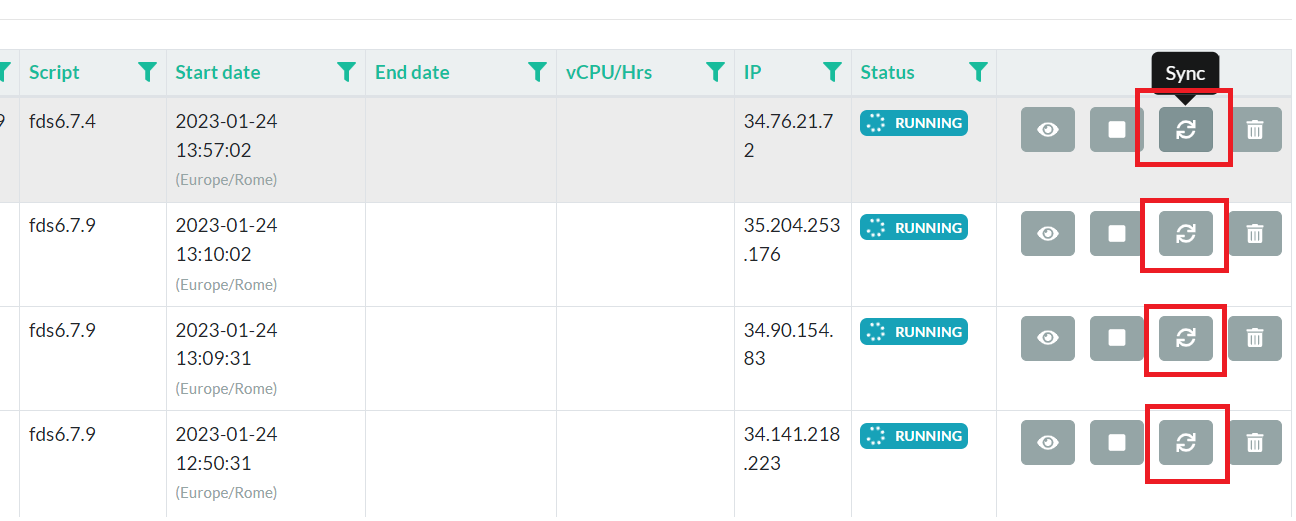 Sync
Script Start date End date vCPU/Hrs IP Status
9 fds6.7.4 2023-01-24 34.76.21.7 RUNNING
13:57:02 2
(Europe/Rome)
fds6.7.9 2023-01-24 35.204.253 RUNNING
13:10:02 .176
(Europe/Rome)
fds6.7.9 2023-01-24 34.90.154. RUNNING
13:09:31 83
(Europe/Rome)
fds6.7.9 2023-01-24 34.141.218 RUNNING
12:50:31 .223
(Europe/Rome)